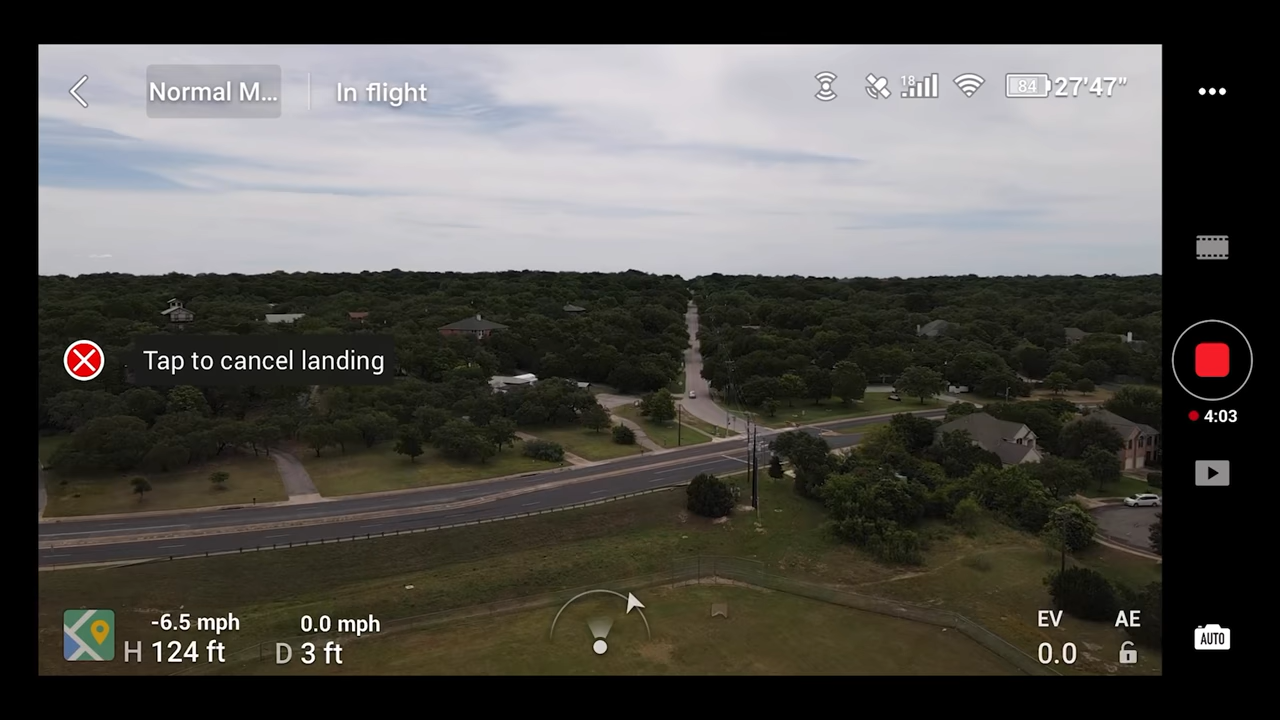 Normal M... In flight 18 84 27'47"
Tap to cancel landing
4:03
-6.5 mph 0.0 mph EV AE
H 124 ft D 3 ft 0.0
AUTO